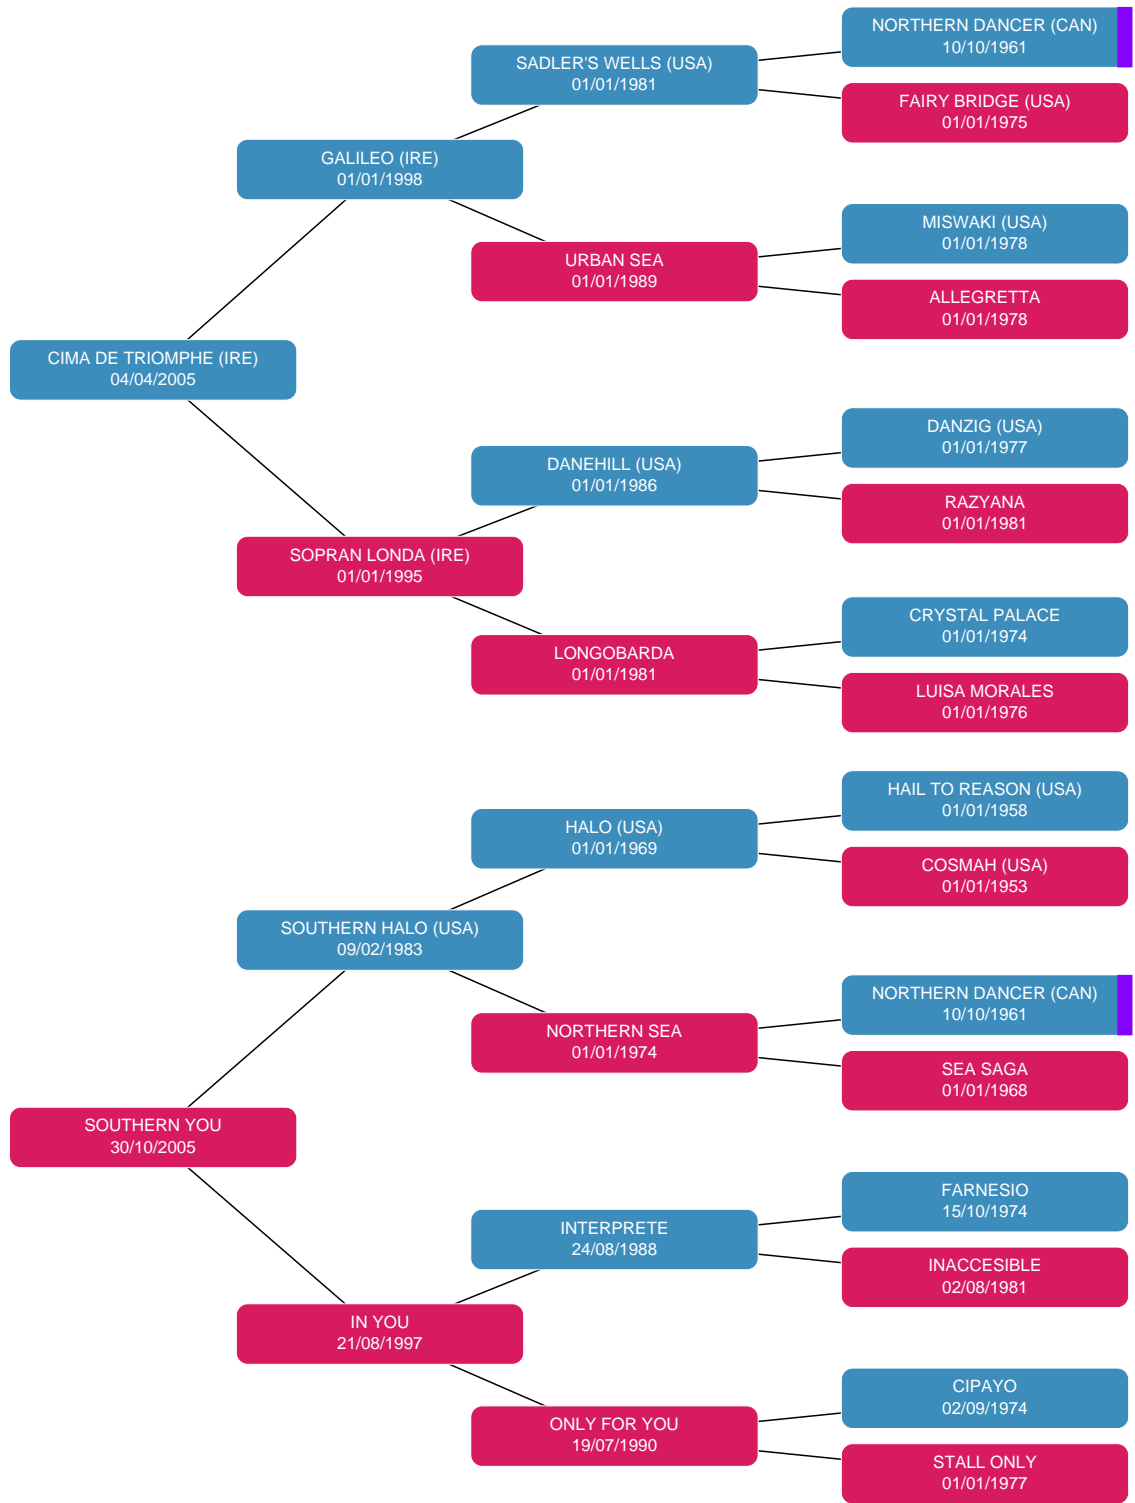 NORTHERN DANCER (CAN)
10/10/1961
SADLER'S WELLS (USA)
01/01/1981
FAIRY BRIDGE (USA)
01/01/1975
GALILEO (IRE)
01/01/1998
MISWAKI (USA)
01/01/1978
URBAN SEA
01/01/1989
ALLEGRETTA
01/01/1978
CIMA DE TRIOMPHE (IRE)
04/04/2005
DANZIG (USA)
01/01/1977
DANEHILL (USA)
01/01/1986
RAZYANA
01/01/1981
SOPRAN LONDA (IRE)
01/01/1995
CRYSTAL PALACE
01/01/1974
LONGOBARDA
01/01/1981
LUISA MORALES
01/01/1976
HAIL TO REASON (USA)
01/01/1958
HALO (USA)
01/01/1969
COSMAH (USA)
01/01/1953
SOUTHERN HALO (USA)
09/02/1983
NORTHERN DANCER (CAN)
10/10/1961
NORTHERN SEA
01/01/1974
SEA SAGA
01/01/1968
SOUTHERN YOU
30/10/2005
FARNESIO
15/10/1974
INTERPRETE
24/08/1988
INACCESIBLE
02/08/1981
IN YOU
21/08/1997
CIPAYO
02/09/1974
ONLY FOR YOU
19/07/1990
STALL ONLY
01/01/1977